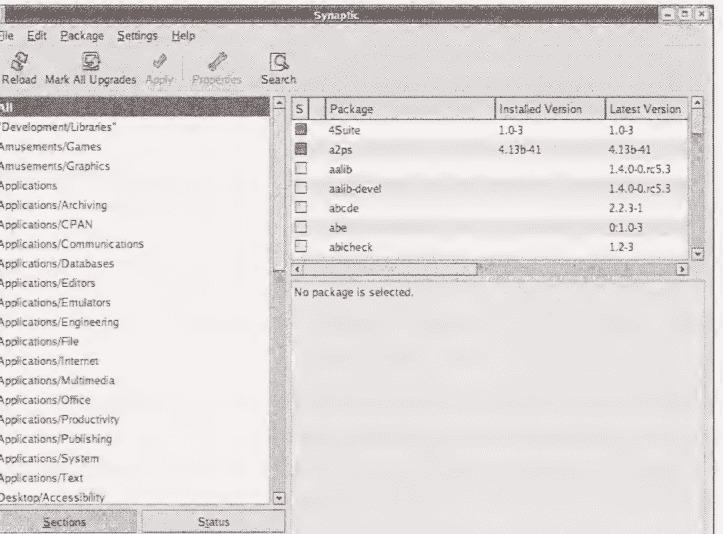 Synaptic
File Edit Package Settings Help
Reload Mark All Upgrades Apply Properties Search
All
"Development/Libraries"
Amusements/Games
Amusements/Graphics
Applications
Applications/Archiving
Applications/CPAN
Applications/Communications
Applications/Databases
Applications/Editors
Applications/Emulators
Applications/Engineering
Applications/File
Applications/Internet
Applications/Multimedia
Applications/Office
Applications/Productivity
Applications/Publishing
Applications/System
Applications/Text
Desktop/Accessibility
Sections Status
S Package Installed Version Latest Version
4Suite 1.0-3 1.0-3
a2ps 4.13b-41 4.13b-41
aalib 1.4.0-0.rc5.3
aalib-devel 1.4.0-0.rc5.3
abcde 2.2.3-1
abe 0:1.0-3
abicheck 1.2-3
No package is selected.